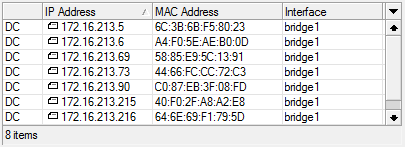 IP Address MAC Address Interface
DC 172.16.213.5 6C:3B:6B:F5:80:23 bridge1
DC 172.16.213.6 A4:F0:5E:AE:B0:0D bridge1
DC 172.16.213.69 58:85:E9:5C:13:91 bridge1
DC 172.16.213.73 44:66:FC:CC:72:C3 bridge1
DC 172.16.213.90 C0:87:EB:3F:08:FD bridge1
DC 172.16.213.215 40:F0:2F:A8:A2:E8 bridge1
DC 172.16.213.216 64:6E:69:F1:79:5D bridge1
8 items